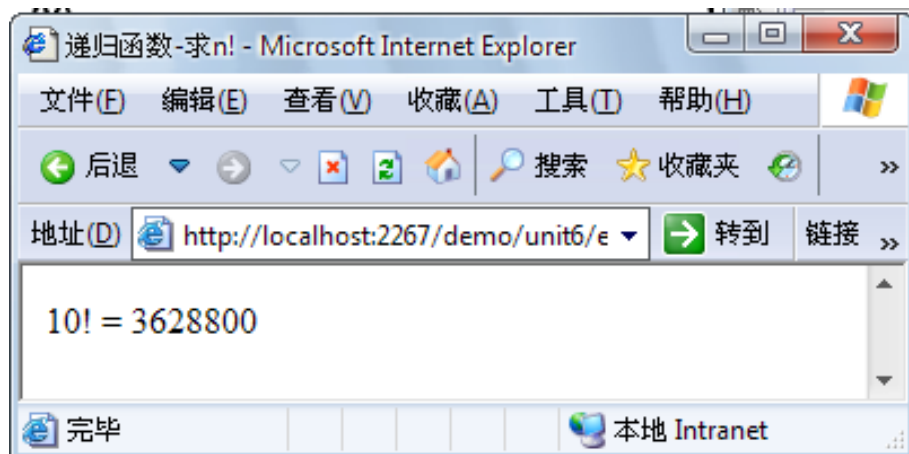 递归函数-求n! - Microsoft Internet Explorer
文件(F) 编辑(E) 查看(V) 收藏(A) 工具(T) 帮助(H)
后退 搜索 收藏夹 »
地址(D) http://localhost:2267/demo/unit6/e 转到 链接 »
10! = 3628800
完毕 本地 Intranet